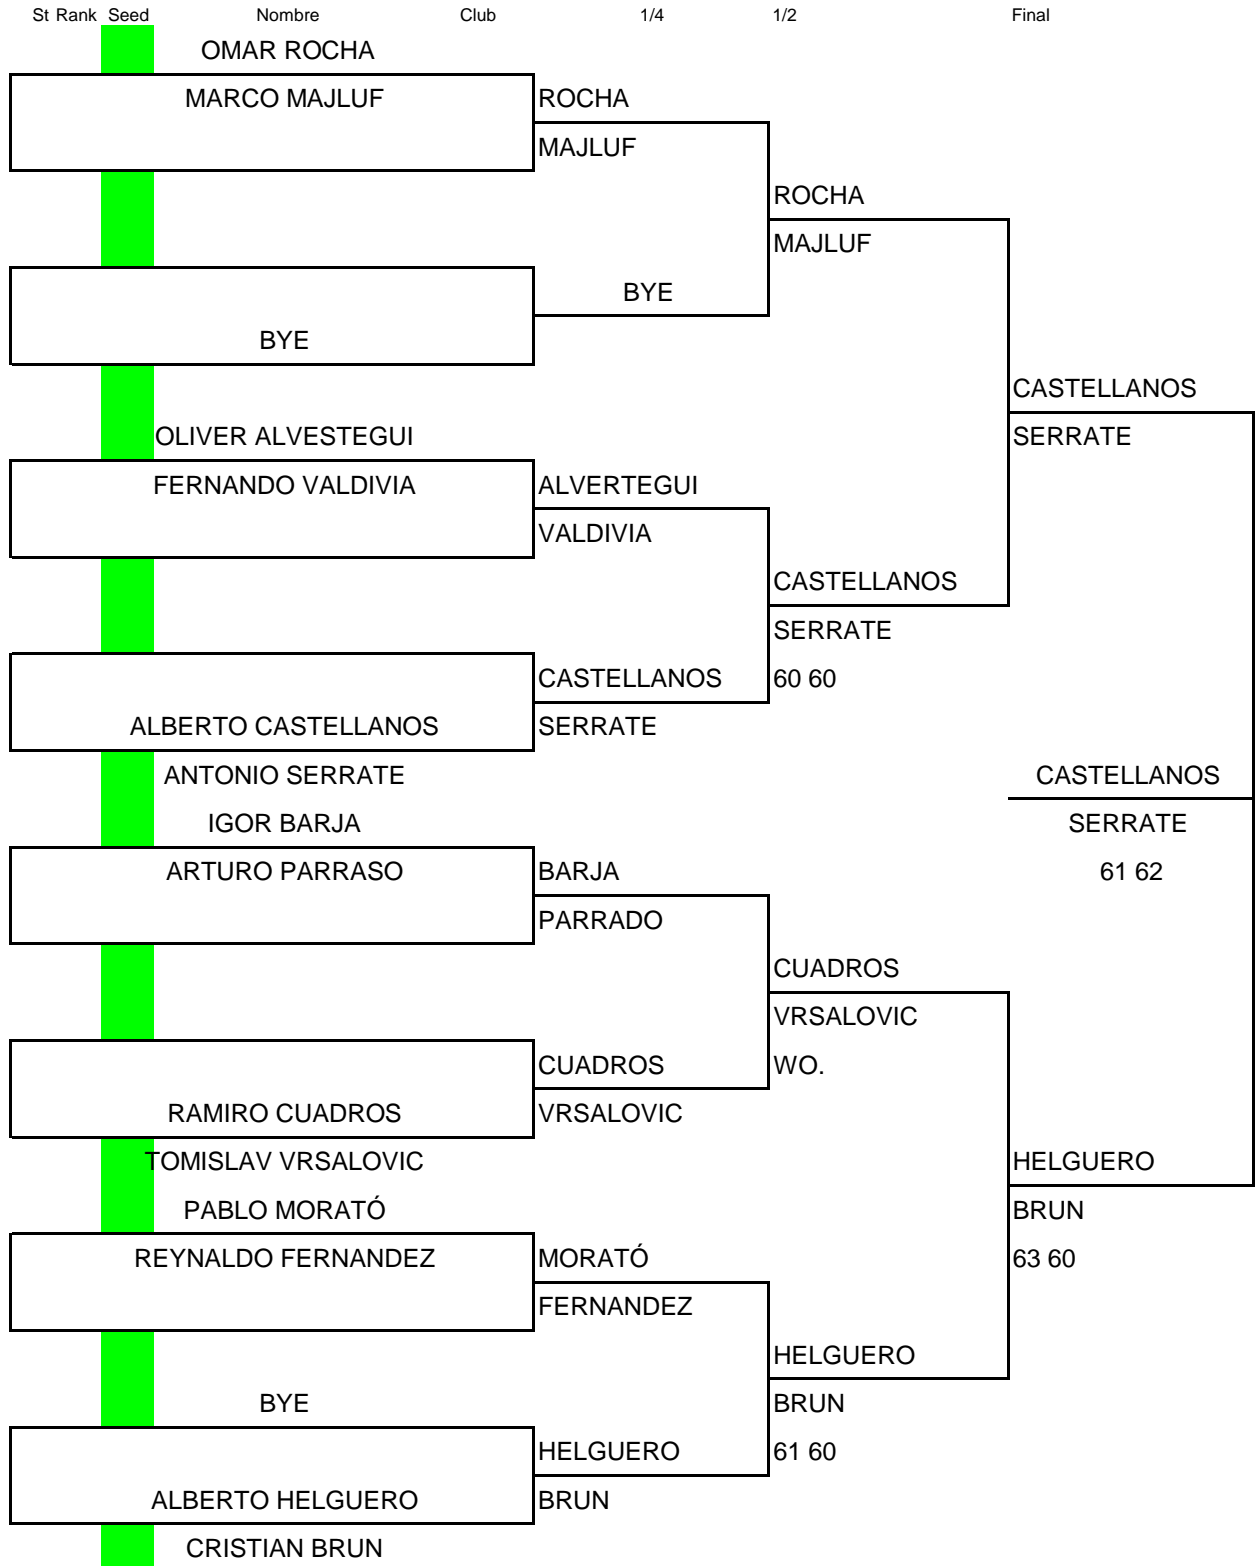 St Rank Seed Nombre Club 1/4 1/2 Final
OMAR ROCHA
MARCO MAJLUF ROCHA
MAJLUF
ROCHA
MAJLUF
BYE
BYE
CASTELLANOS
OLIVER ALVESTEGUI SERRATE
FERNANDO VALDIVIA ALVERTEGUI
VALDIVIA
CASTELLANOS
SERRATE
CASTELLANOS 60 60
ALBERTO CASTELLANOS SERRATE
ANTONIO SERRATE CASTELLANOS
IGOR BARJA SERRATE
ARTURO PARRASO BARJA 61 62
PARRADO
CUADROS
VRSALOVIC
CUADROS WO.
RAMIRO CUADROS VRSALOVIC
TOMISLAV VRSALOVIC HELGUERO
PABLO MORATÓ BRUN
REYNALDO FERNANDEZ MORATÓ 63 60
FERNANDEZ
HELGUERO
BYE BRUN
HELGUERO 61 60
ALBERTO HELGUERO BRUN
CRISTIAN BRUN